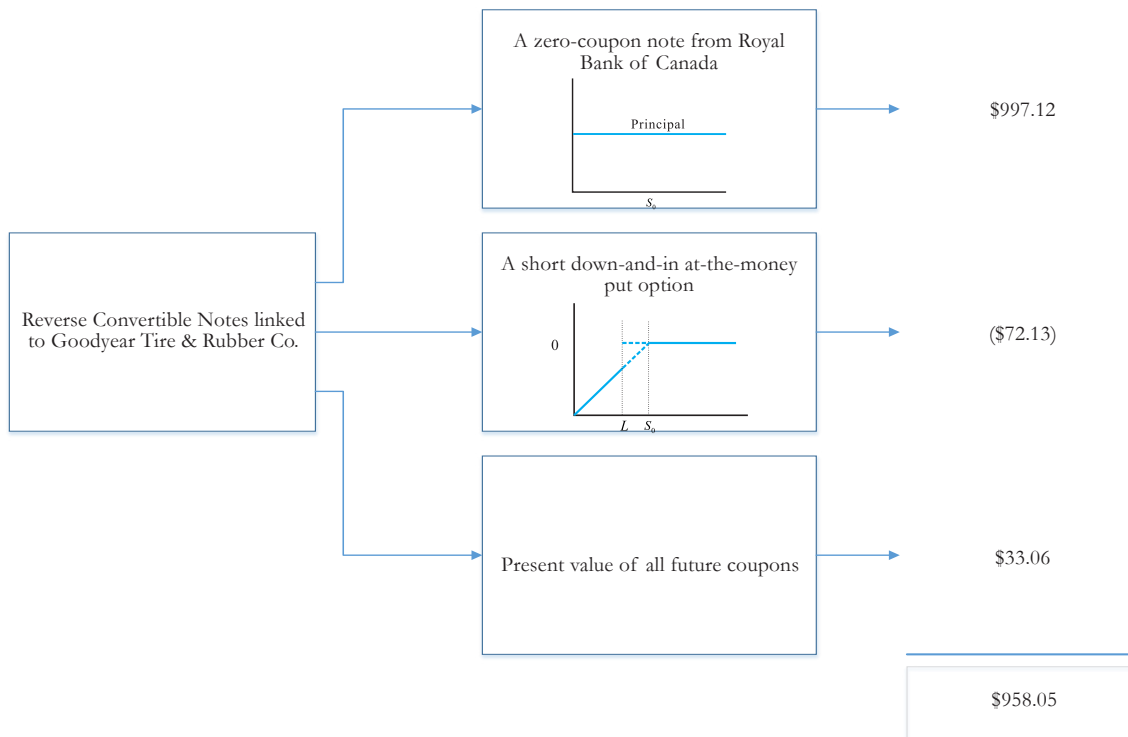 A zero-coupon note from Royal
Bank of Canada
Principal
S₀
$997.12
Reverse Convertible Notes linked
to Goodyear Tire & Rubber Co.
A short down-and-in at-the-money
put option
0
L S₀
($72.13)
Present value of all future coupons
$33.06
$958.05